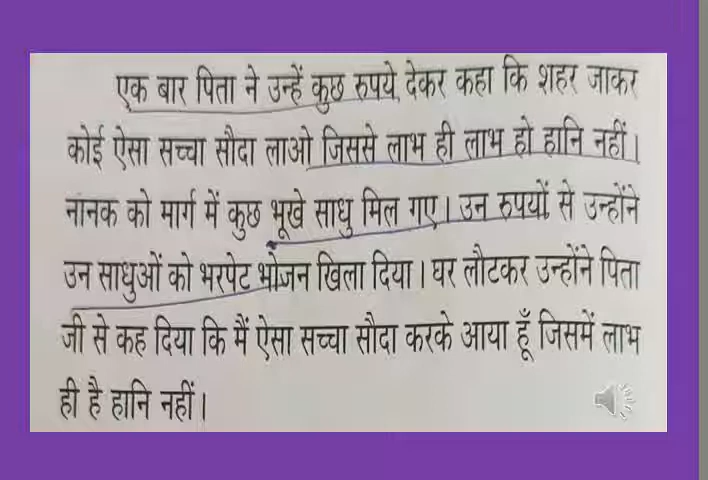 एक बार पिता ने उन्हें कुछ रुपये देकर कहा कि शहर जाकर
कोई ऐसा सच्चा सौदा लाओ जिससे लाभ ही लाभ हो हानि नहीं।
नानक को मार्ग में कुछ भूखे साधु मिल गए। उन रुपयों से उन्होंने
उन साधुओं को भरपेट भोजन खिला दिया। घर लौटकर उन्होंने पिता
जी से कह दिया कि मैं ऐसा सच्चा सौदा करके आया हूँ जिसमें लाभ
ही है हानि नहीं।